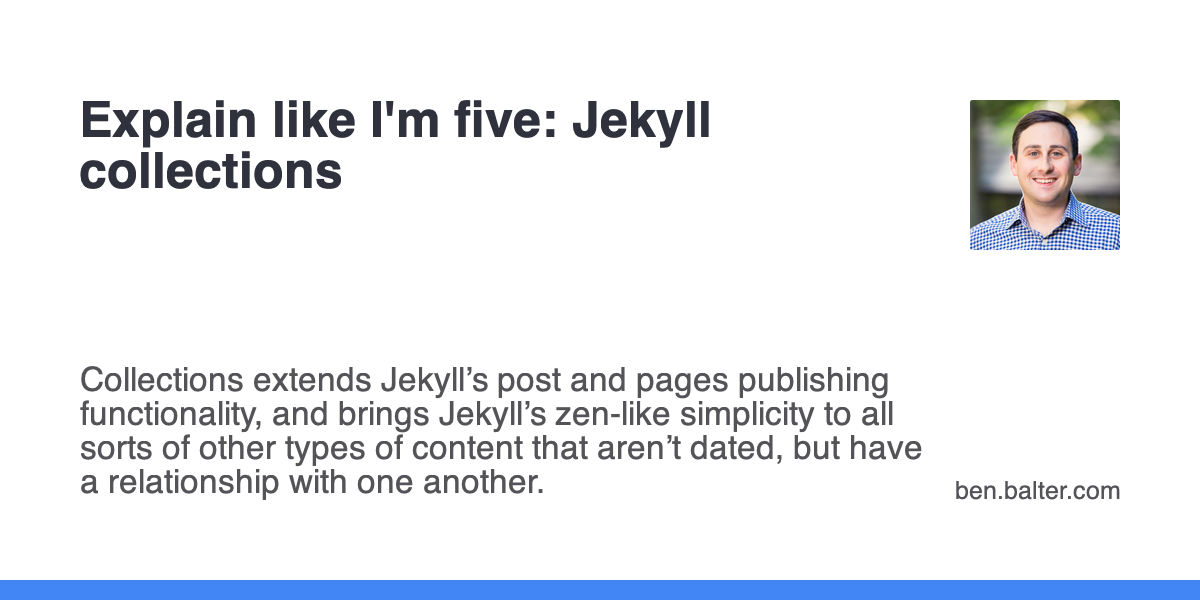 Explain like I'm five: Jekyll
collections
Collections extends Jekyll’s post and pages publishing
functionality, and brings Jekyll’s zen-like simplicity to all
sorts of other types of content that aren’t dated, but have
a relationship with one another.
ben.balter.com